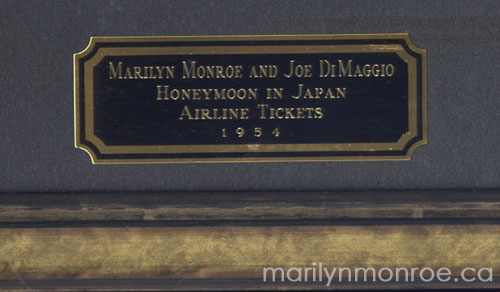 Marilyn Monroe and Joe DiMaggio
Honeymoon in Japan
Airline Tickets
1954
marilynmonroe.ca